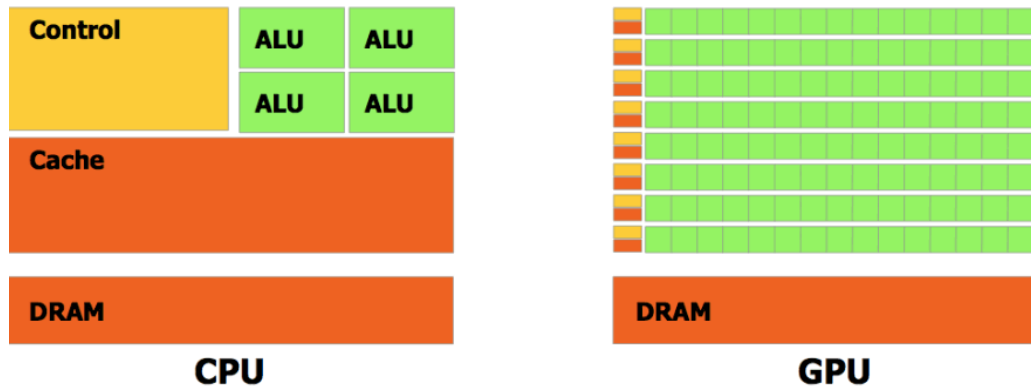 Control
ALU ALU
ALU ALU
Cache
DRAM
CPU
DRAM
GPU